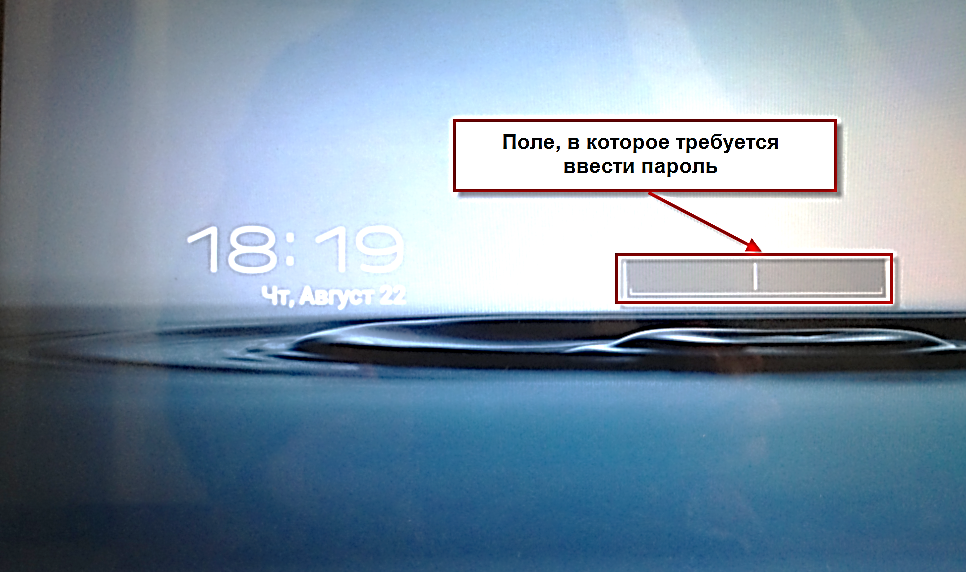 Поле, в которое требуется
ввести пароль
18:19
Чт, Август 22